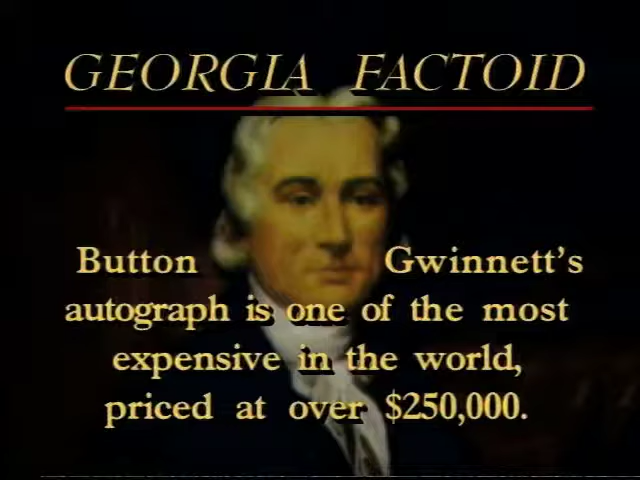 GEORGIA FACTOID
Button Gwinnett's
autograph is one of the most
expensive in the world,
priced at over $250,000.